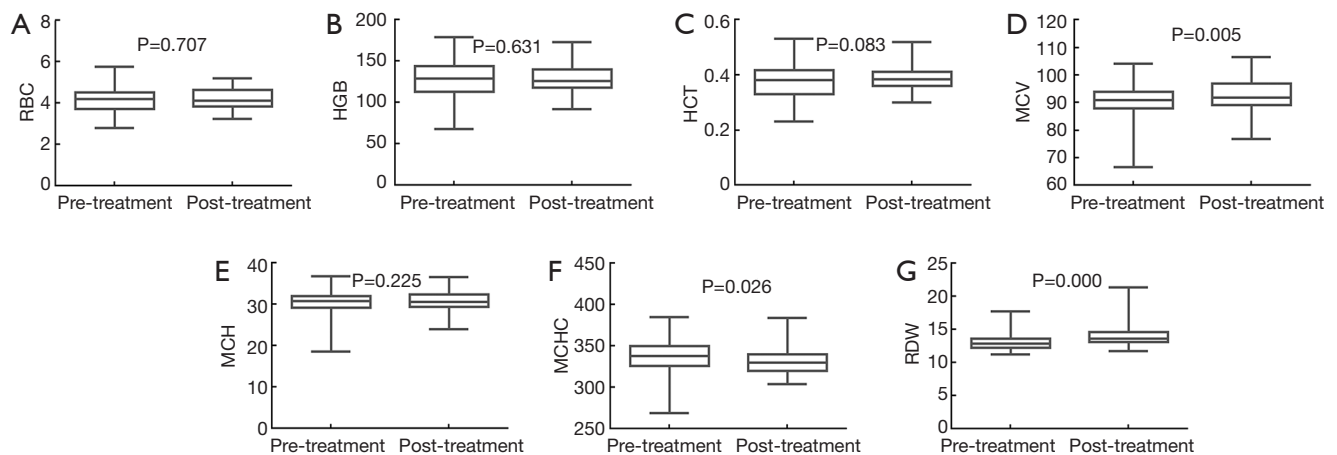 A
RBC
8
6
4
2
0
P=0.707
Pre-treatment Post-treatment
B
HGB
200
150
100
50
0
P=0.631
Pre-treatment Post-treatment
C
HCT
0.6
0.4
0.2
0
P=0.083
Pre-treatment Post-treatment
D
MCV
120
110
100
90
80
70
60
P=0.005
Pre-treatment Post-treatment
E
MCH
40
30
20
10
0
P=0.225
Pre-treatment Post-treatment
F
MCHC
450
400
350
300
250
P=0.026
Pre-treatment Post-treatment
G
RDW
25
20
15
10
5
0
P=0.000
Pre-treatment Post-treatment